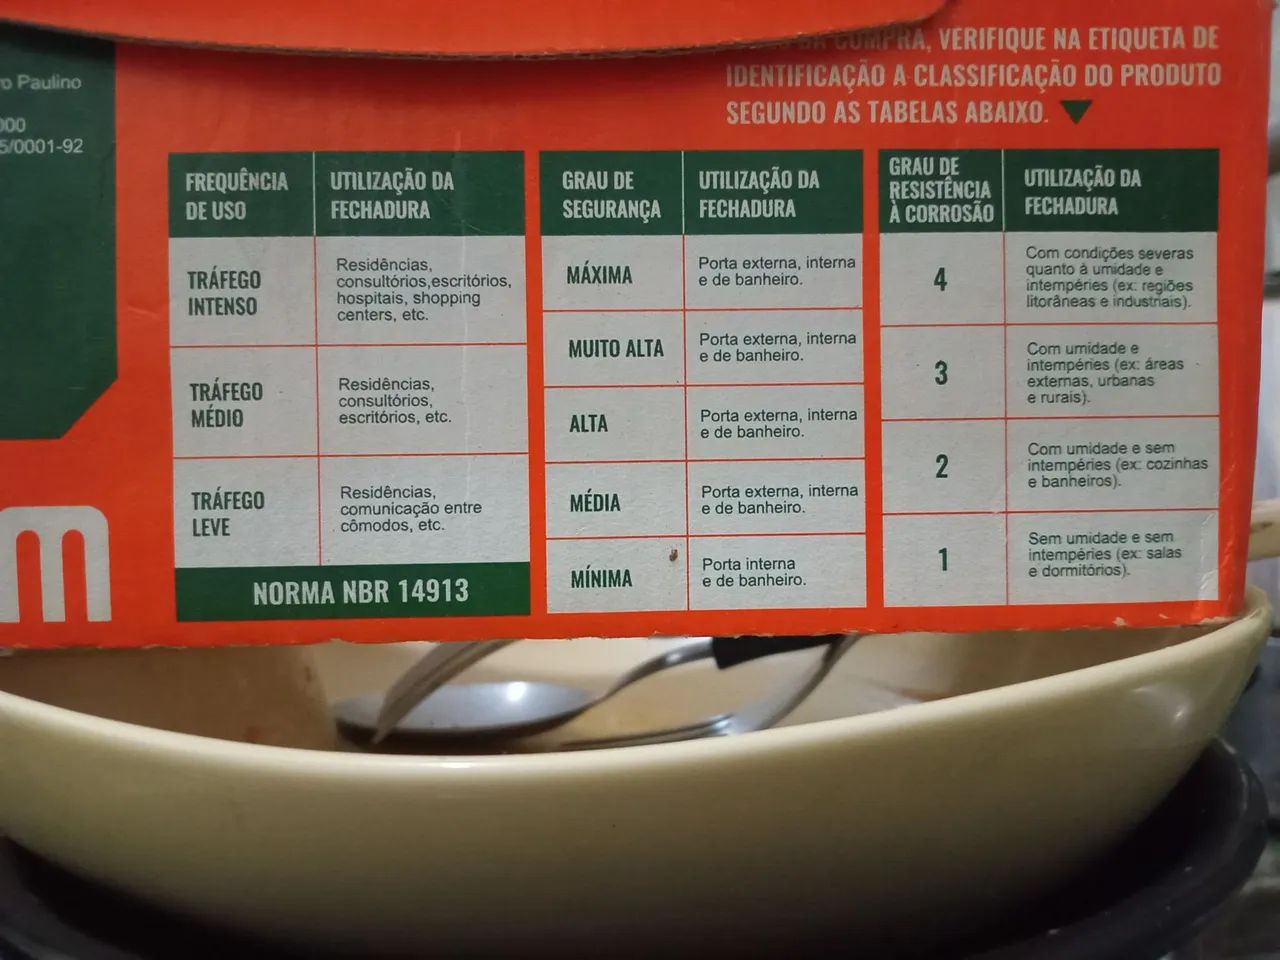 o Paulino
000
5/0001-92
DA COMPRA, VERIFIQUE NA ETIQUETA DE
IDENTIFICAÇÃO A CLASSIFICAÇÃO DO PRODUTO
SEGUNDO AS TABELAS ABAIXO.
FREQUÊNCIA
DE USO
UTILIZAÇÃO DA
FECHADURA
TRÁFEGO
INTENSO
Residências,
consultórios,escritórios,
hospitais, shopping
centers, etc.
TRÁFEGO
MÉDIO
Residências,
consultórios,
escritórios, etc.
TRÁFEGO
LEVE
Residências,
comunicação entre
cômodos, etc.
NORMA NBR 14913
GRAU DE
SEGURANÇA
UTILIZAÇÃO DA
FECHADURA
MÁXIMA
Porta externa, interna
e de banheiro.
MUITO ALTA
Porta externa, interna
e de banheiro.
ALTA
Porta externa, interna
e de banheiro.
MÉDIA
Porta externa, interna
e de banheiro.
MÍNIMA
Porta interna
e de banheiro.
GRAU DE
RESISTÊNCIA
À CORROSÃO
UTILIZAÇÃO DA
FECHADURA
4
Com condições severas
quanto à umidade e
intempéries (ex: regiões
litorâneas e industriais).
3
Com umidade e
intempéries (ex: áreas
externas, urbanas
e rurais).
2
Com umidade e sem
intempéries (ex: cozinhas
e banheiros).
1
Sem umidade e sem
intempéries (ex: salas
e dormitórios).
m